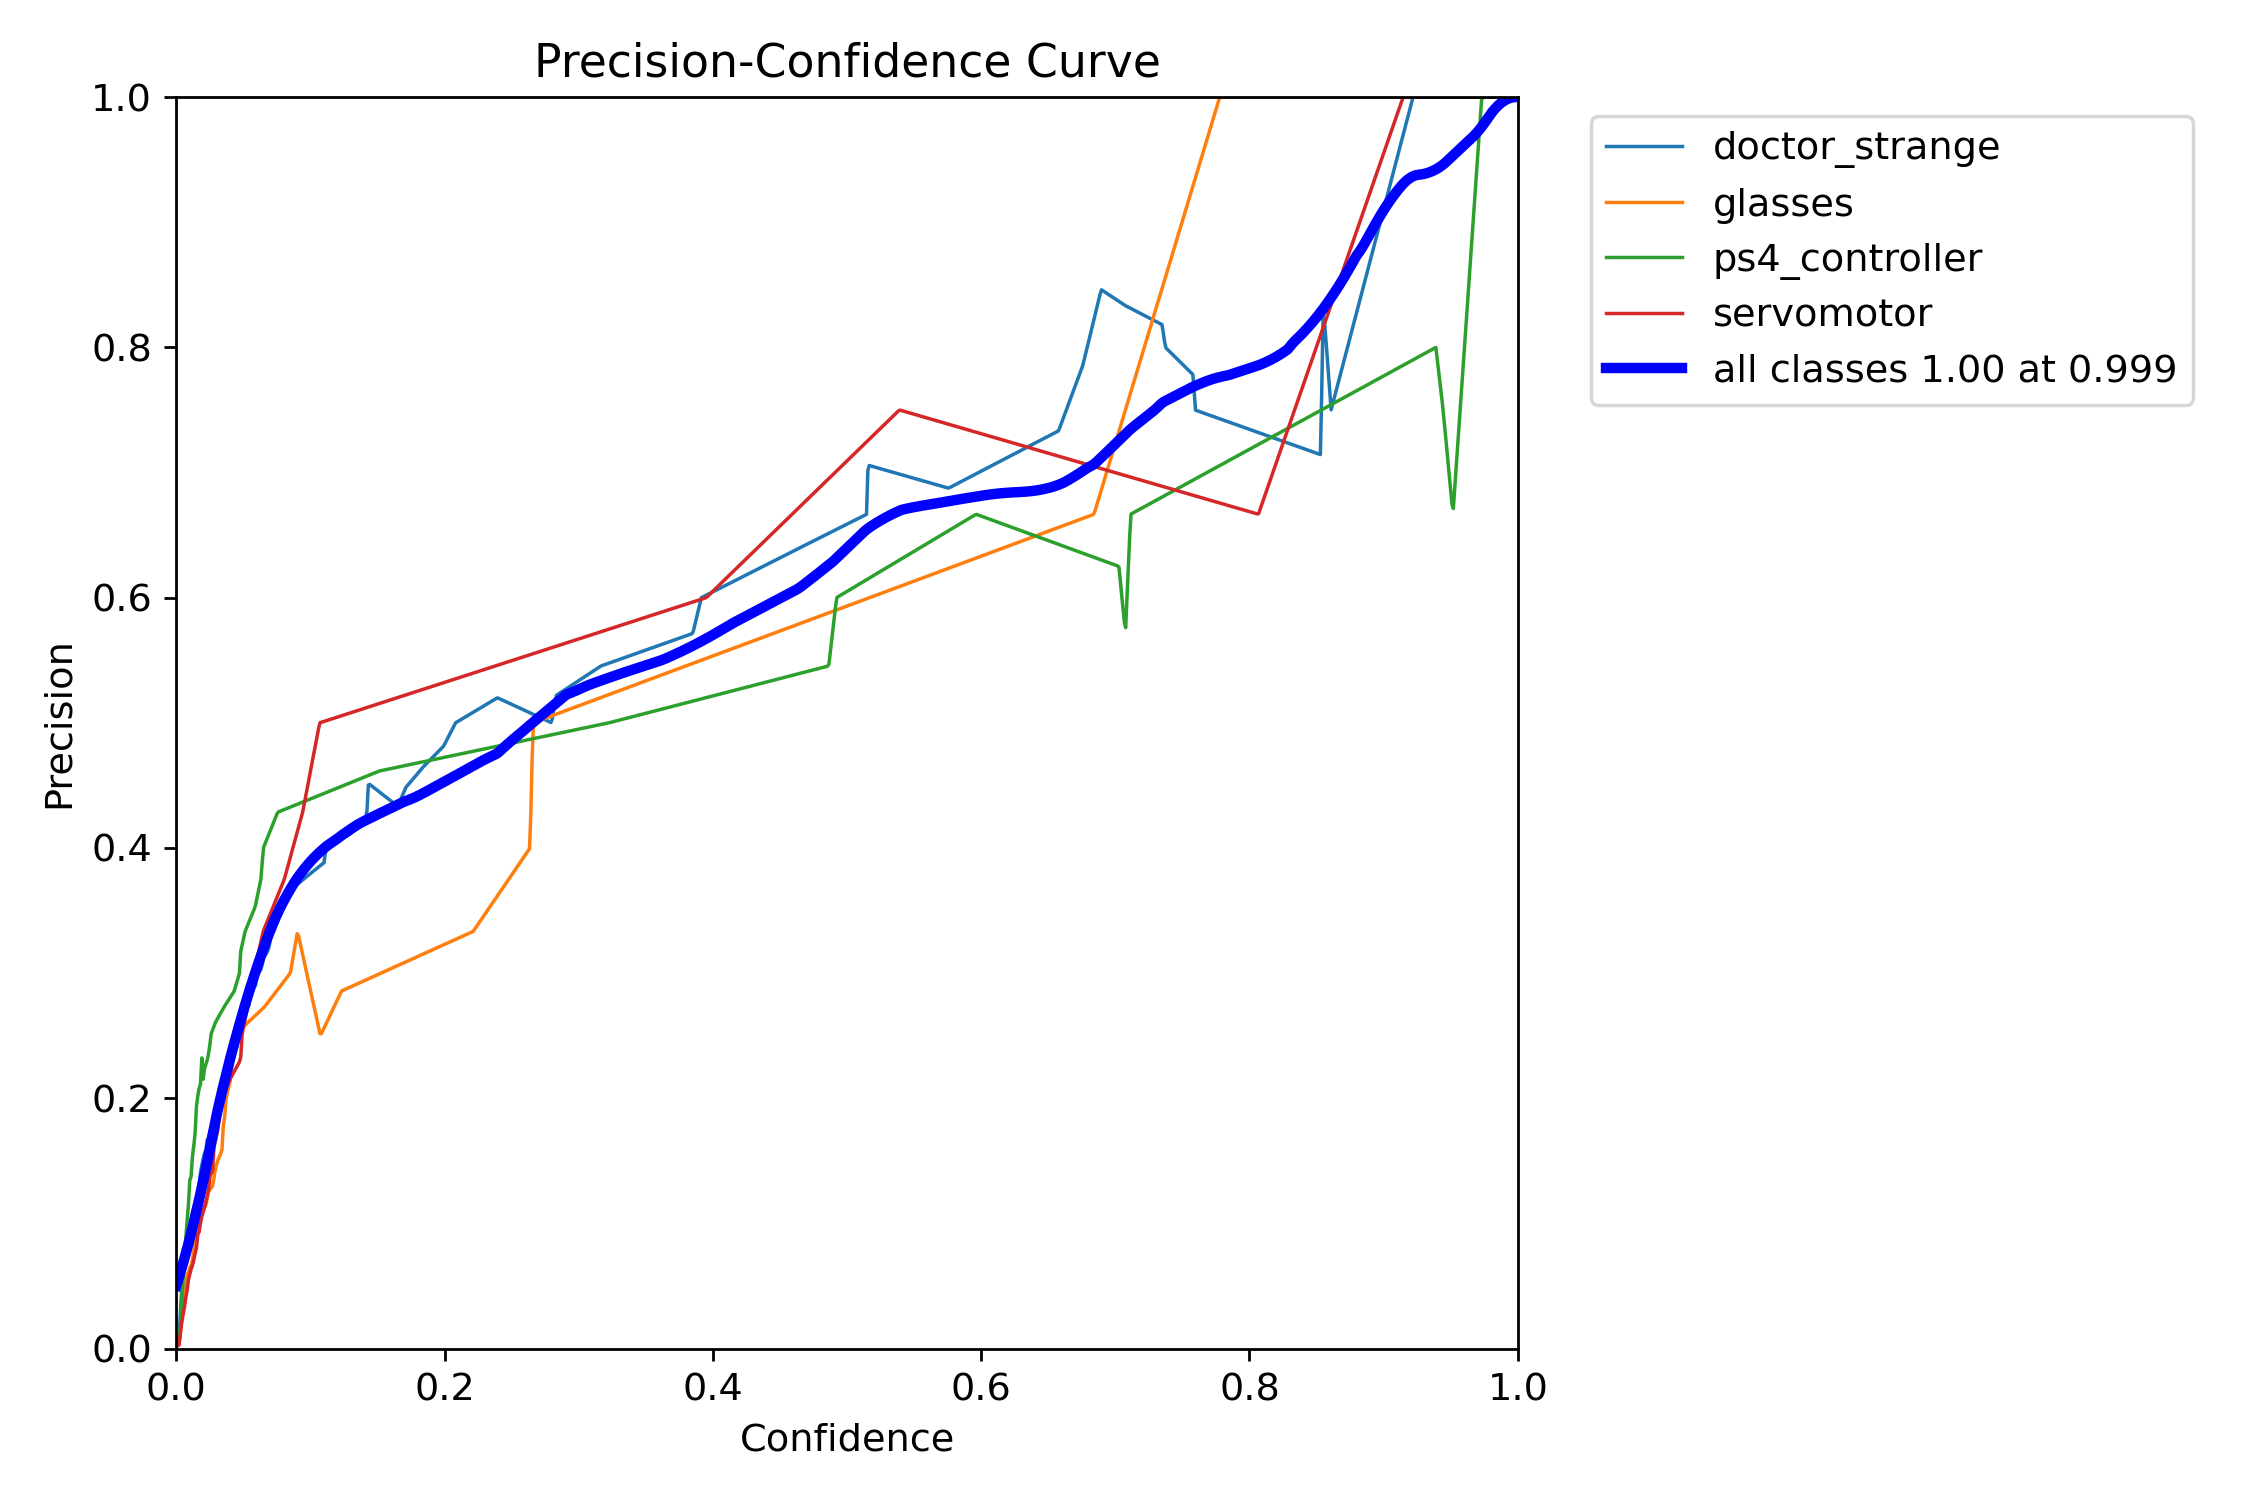 Precision-Confidence Curve
1.0
0.8
0.6
0.4
0.2
0.0
Precision
0.0 0.2 0.4 0.6 0.8 1.0
Confidence
doctor_strange
glasses
ps4_controller
servomotor
all classes 1.00 at 0.999